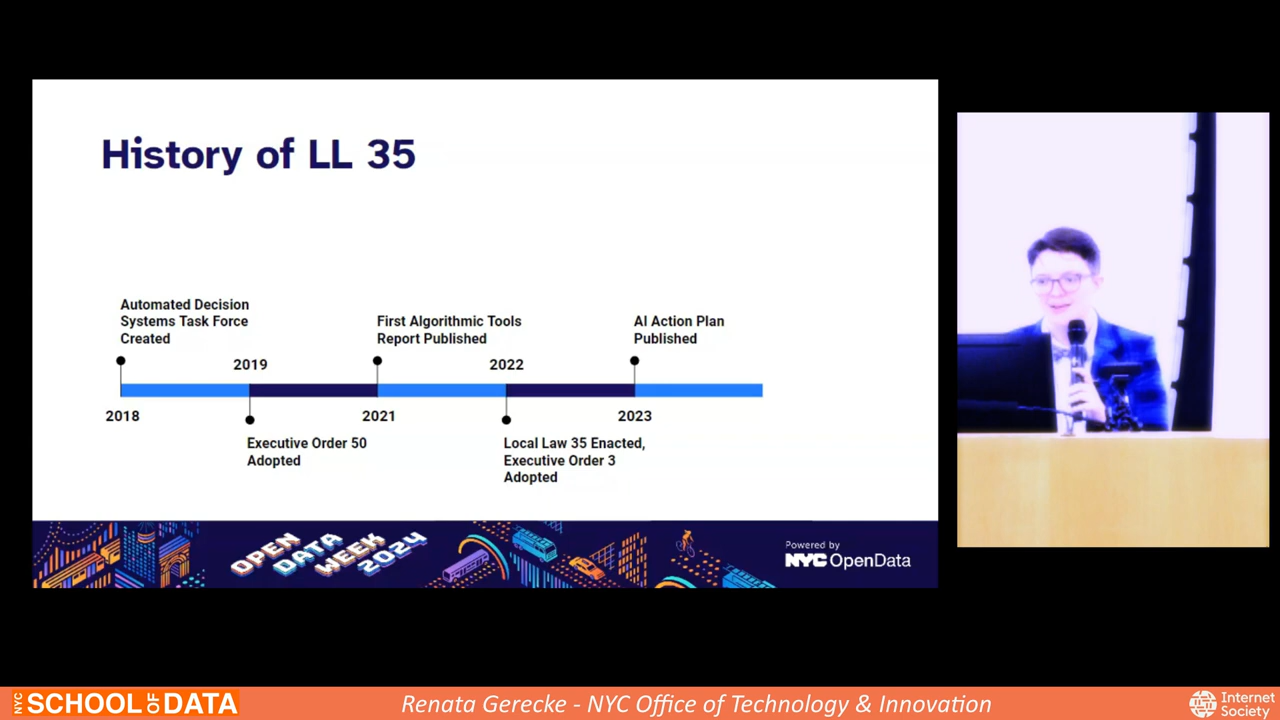 History of LL 35
Automated Decision
Systems Task Force
Created
First Algorithmic Tools
Report Published
AI Action Plan
Published
2019
2022
2018
2021
2023
Executive Order 50
Adopted
Local Law 35 Enacted,
Executive Order 3
Adopted
OPEN
DATA
WEEK
2024
Powered by
NYC OpenData
NYC SCHOOL OF DATA
Renata Gerecke - NYC Office of Technology & Innovation
Internet
Society